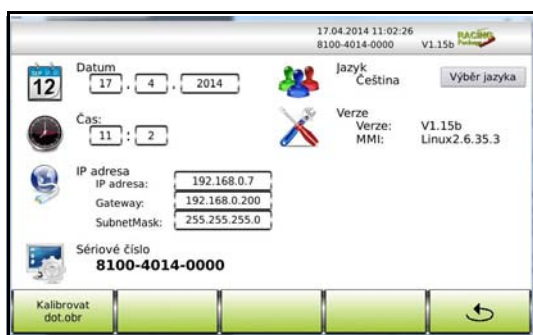 17.04.2014 11:02:26
8100-4014-0000 V1.15b RACING
Datum
17 . 4 . 2014
12
Čas:
11 : 2
Jazyk
Čeština
Výběr jazyka
Verze
Verze: V1.15b
MMI: Linux2.6.35.3
IP adresa
IP adresa: 192.168.0.7
Gateway: 192.168.0.200
SubnetMask: 255.255.255.0
Sériové číslo
8100-4014-0000
Kalibrovat
dot.obr